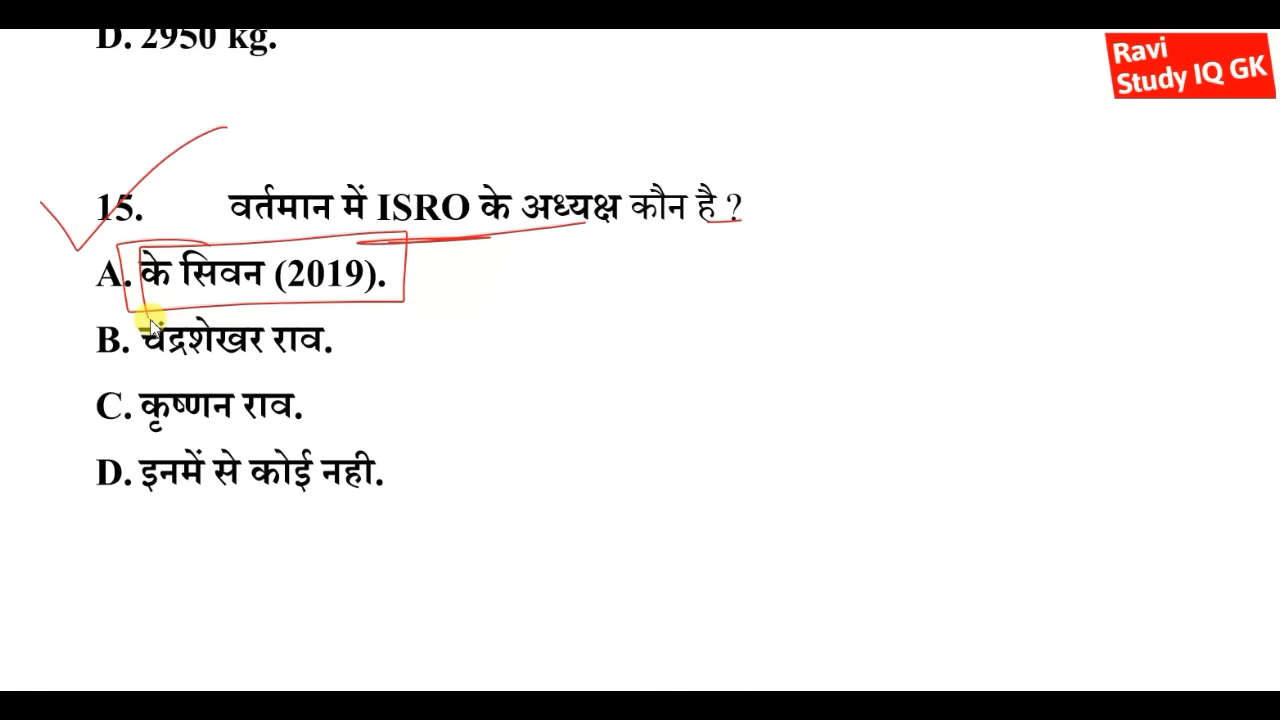 D. 2950 kg.
Ravi
Study IQ GK
15. वर्तमान में ISRO के अध्यक्ष कौन है ?
A. के सिवन (2019).
B. चंद्रशेखर राव.
C. कृष्णन राव.
D. इनमें से कोई नही.